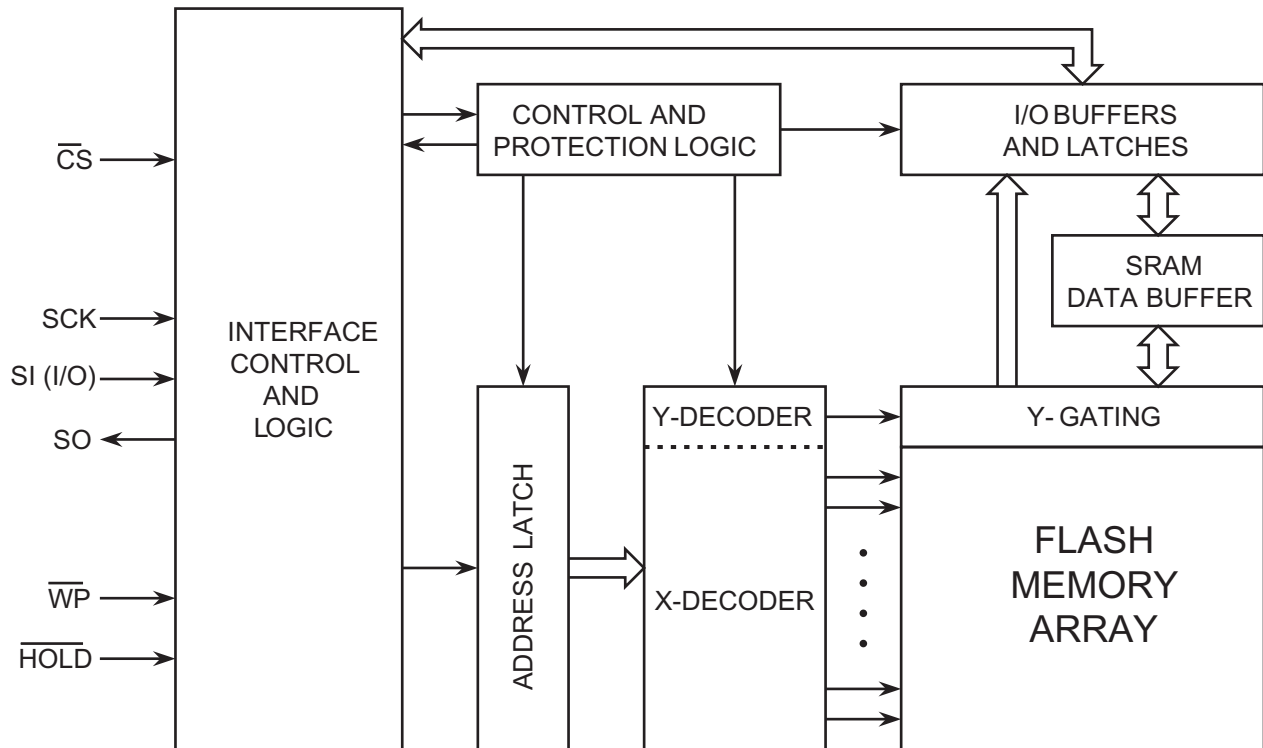 CS
SCK
SI (I/O)
SO
WP
HOLD
INTERFACE
CONTROL
AND
LOGIC
CONTROL AND
PROTECTION LOGIC
I/O BUFFERS
AND LATCHES
SRAM
DATA BUFFER
ADDRESS LATCH
Y-DECODER
X-DECODER
Y- GATING
FLASH
MEMORY
ARRAY